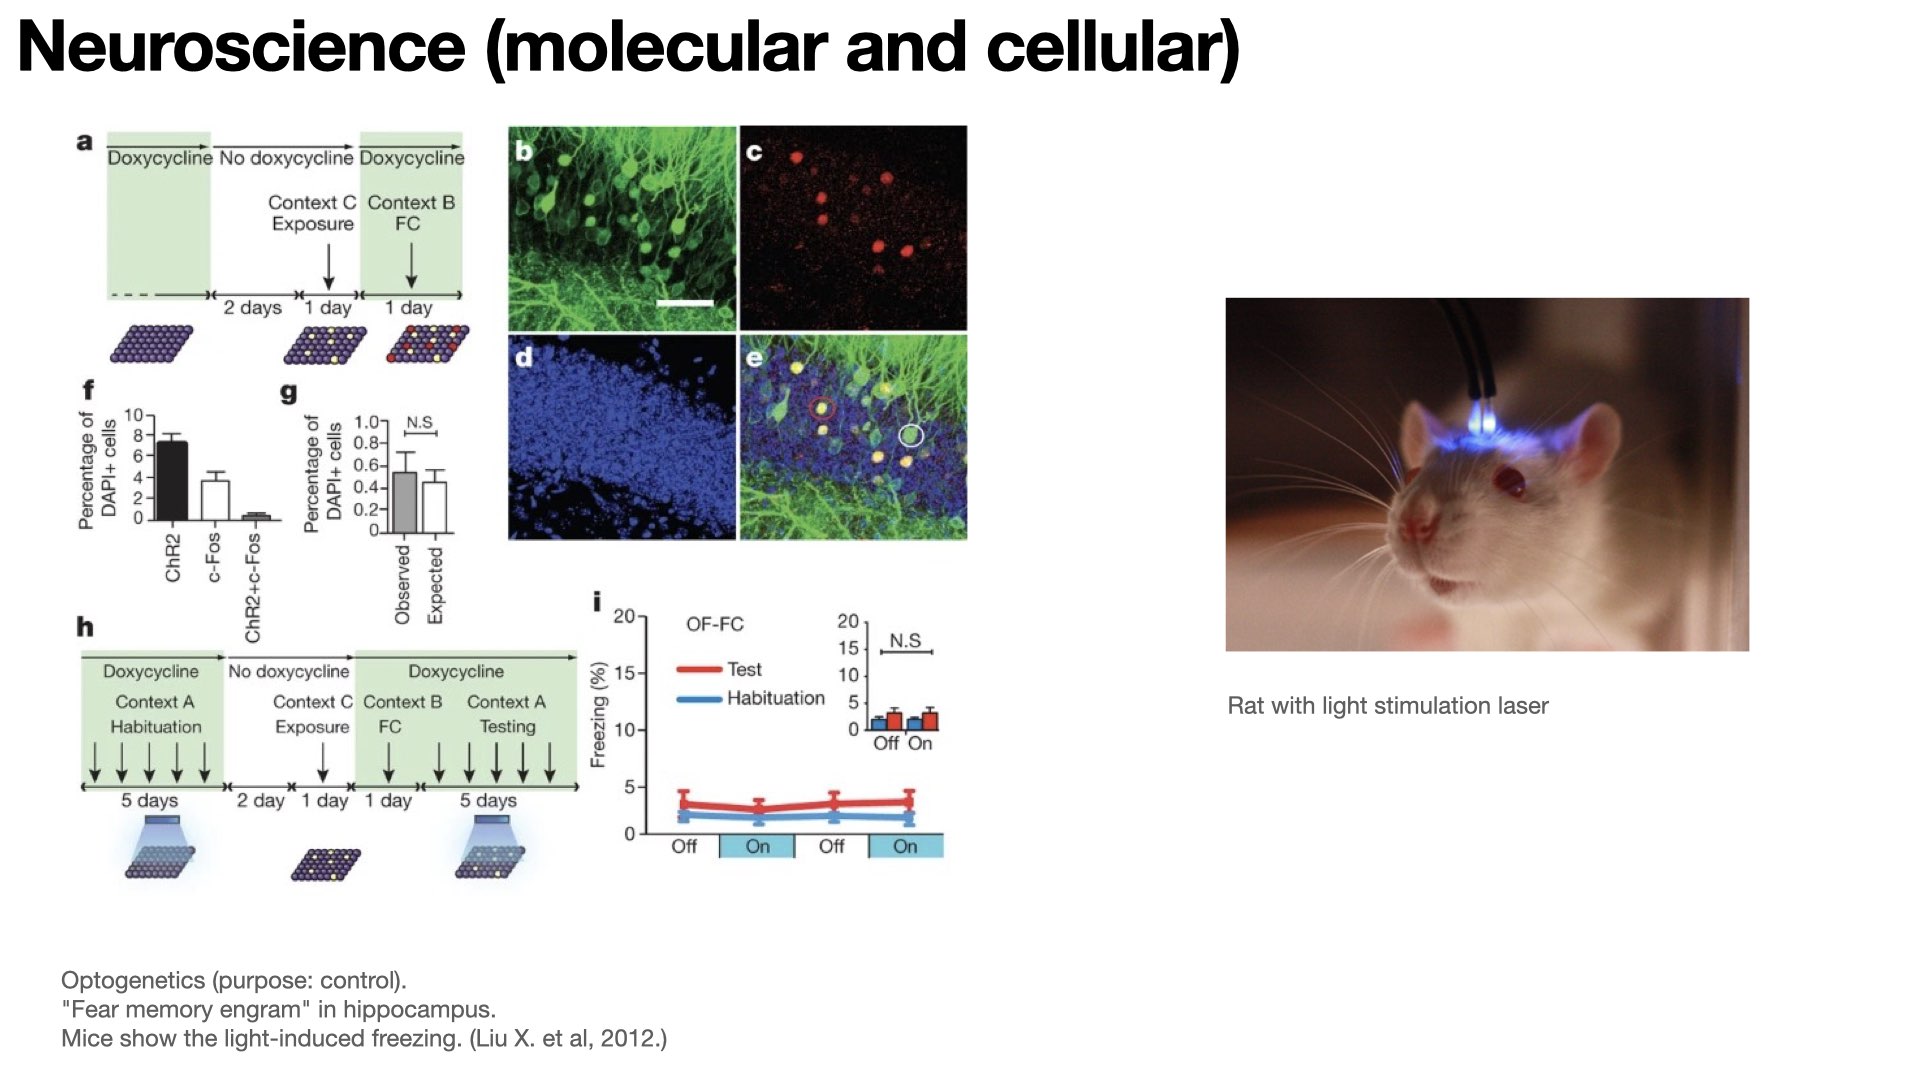 Neuroscience (molecular and cellular)
a
Doxycycline No doxycycline Doxycycline
Context C Context B
Exposure FC
2 days 1 day 1 day
b
c
d
e
f
Percentage of
DAPI+ cells
10
8
6
4
2
0
ChR2
c-Fos
ChR2+c-Fos
g
Percentage of
DAPI+ cells
1.0
0.8
0.6
0.4
0.2
0
N.S
Observed
Expected
h
Doxycycline No doxycycline Doxycycline
Context A Context C Context B Context A
Habituation Exposure FC Testing
5 days 2 day 1 day 1 day 5 days
i
Freezing (%)
20
15
10
5
0
OF-FC
Test
Habituation
Off On Off On
20
15
10
5
0
N.S
Off On
Rat with light stimulation laser
Optogenetics (purpose: control).
"Fear memory engram" in hippocampus.
Mice show the light-induced freezing. (Liu X. et al, 2012.)